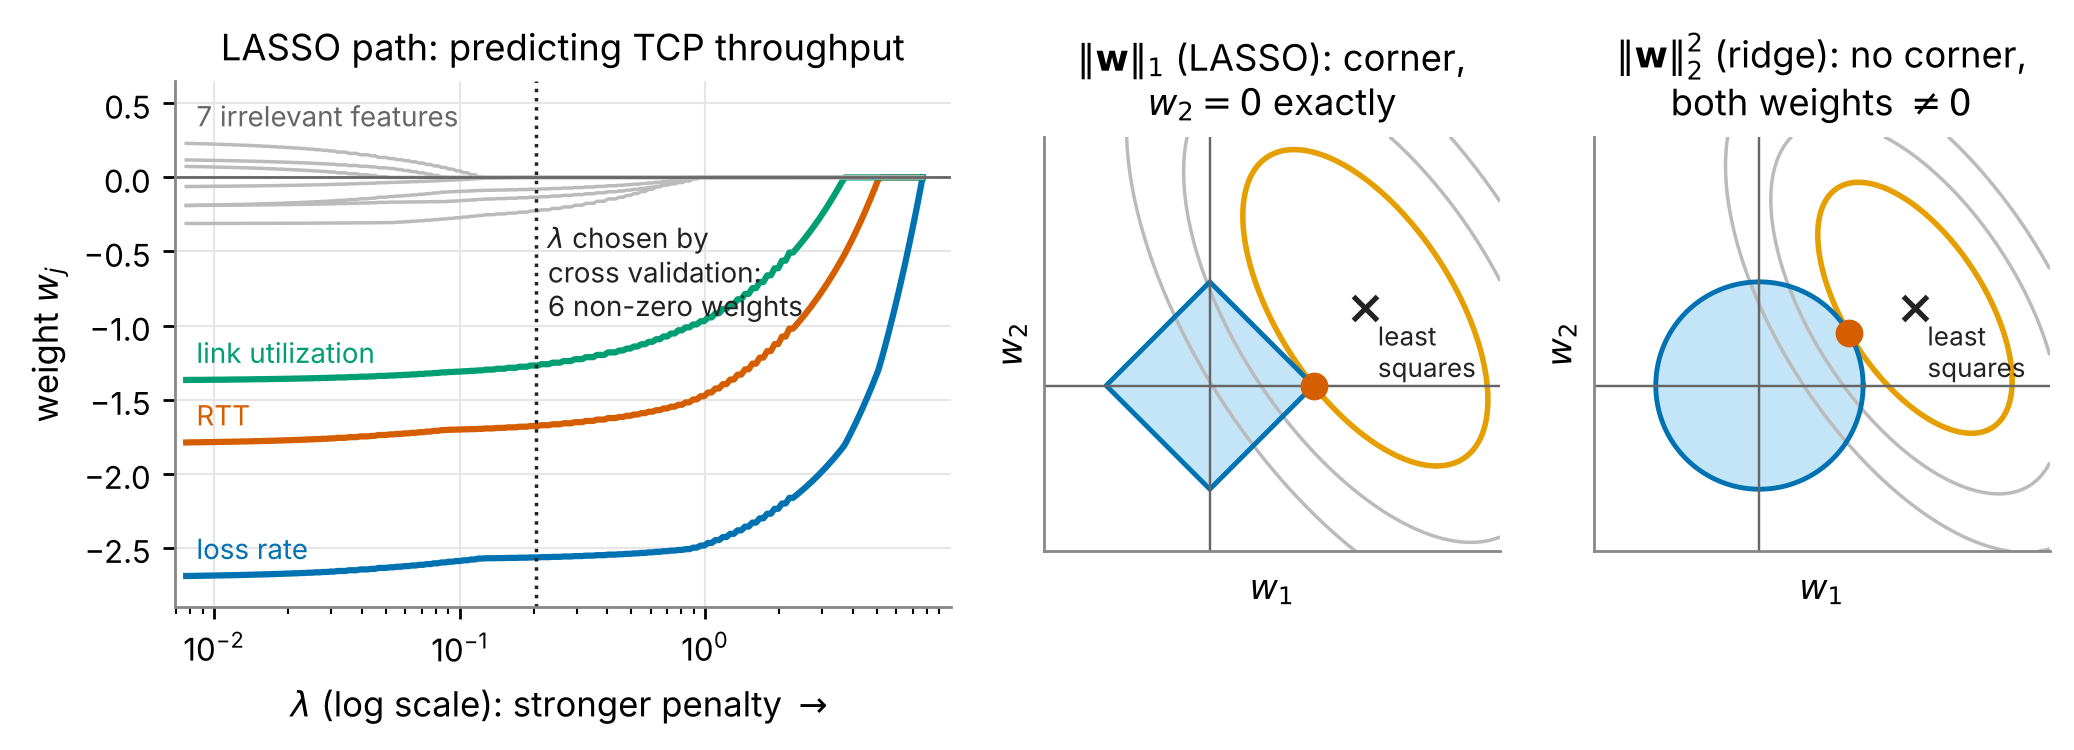 LASSO path: predicting TCP throughput
0.5
0.0
−0.5
−1.0
−1.5
−2.0
−2.5
weight wⱼ
7 irrelevant features
λ chosen by
cross validation:
6 non-zero weights
link utilization
RTT
loss rate
10⁻²
10⁻¹
10⁰
λ (log scale): stronger penalty →
‖w‖₁ (LASSO): corner,
w₂ = 0 exactly
w₂
least
squares
w₁
‖w‖₂² (ridge): no corner,
both weights ≠ 0
w₂
least
squares
w₁